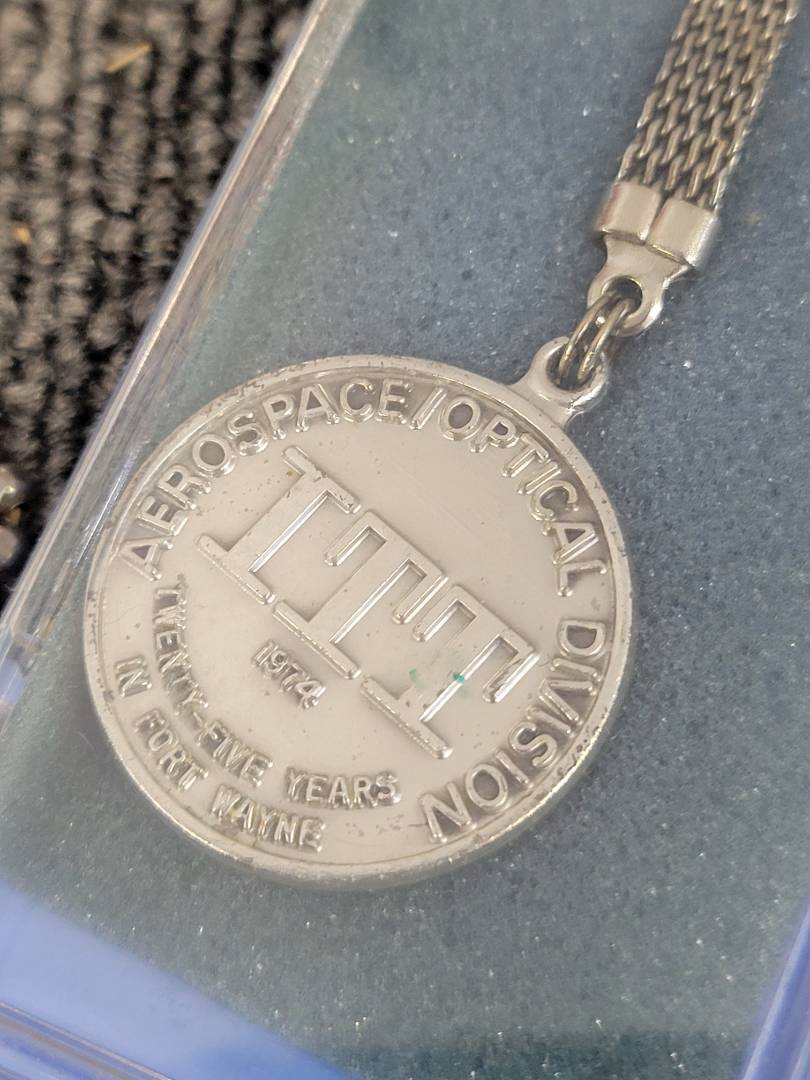 AEROSPACE/OPTICAL DIVISION
ITT
1974
TWENTY-FIVE YEARS
IN FORT WAYNE